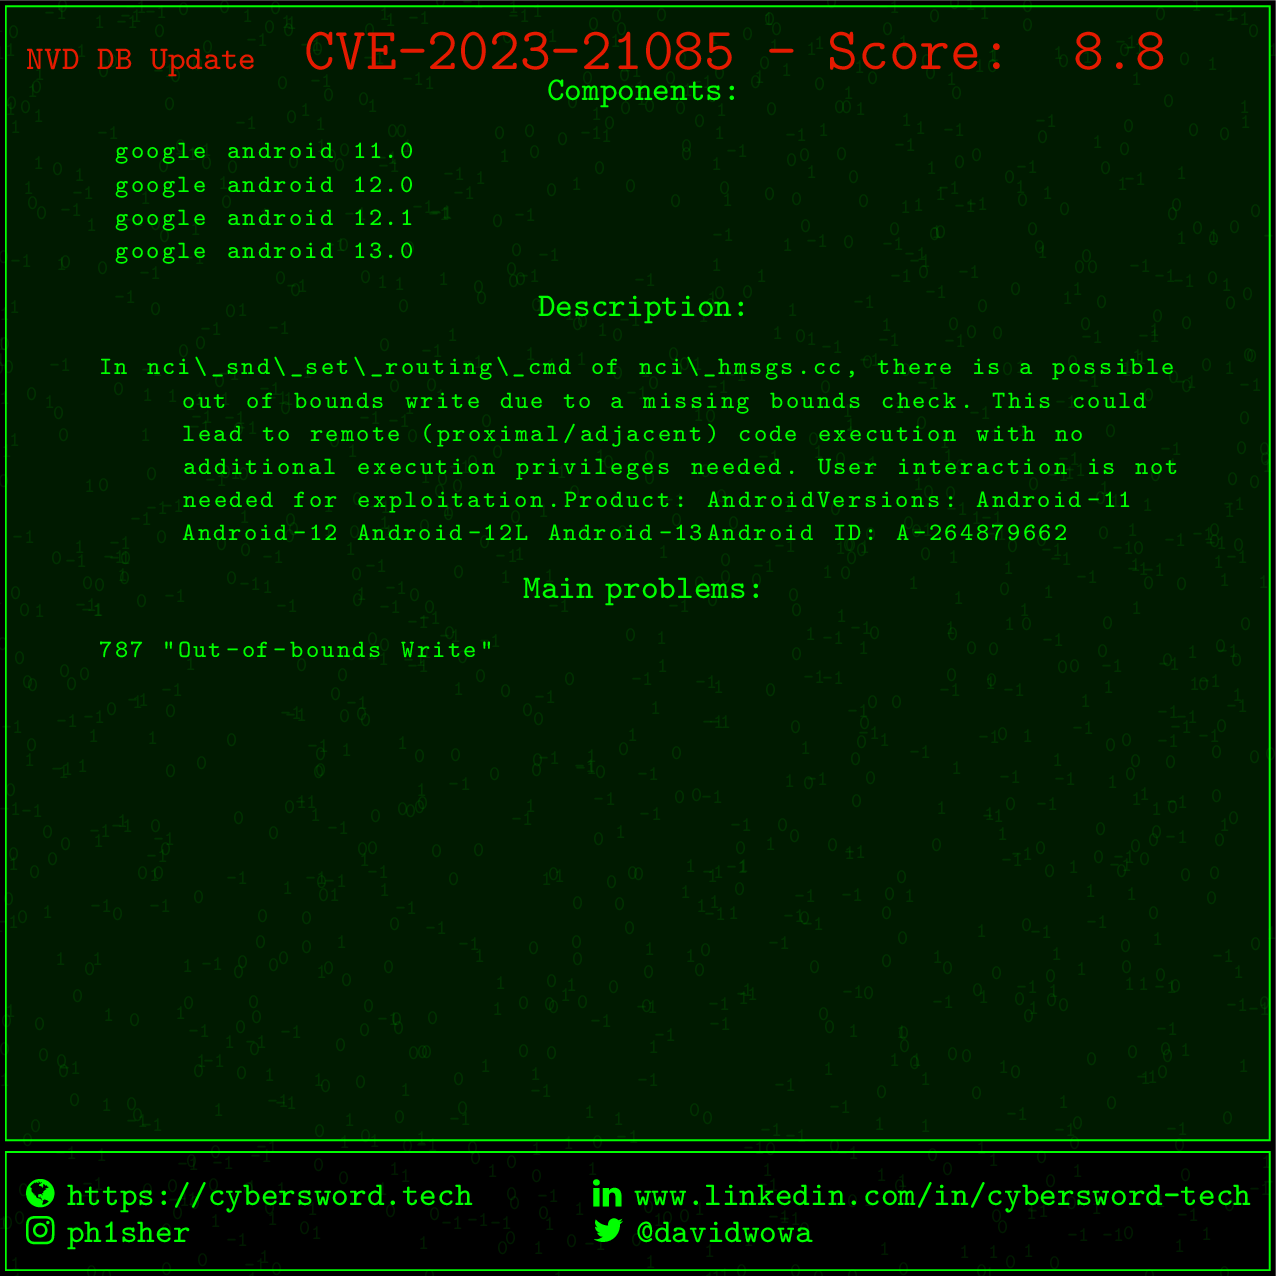 NVD DB Update CVE-2023-21085 - Score: 8.8
Components:
google android 11.0
google android 12.0
google android 12.1
google android 13.0
Description:
In nci\_snd\_set\_routing\_cmd of nci\_hmsgs.cc, there is a possible
out of bounds write due to a missing bounds check. This could
lead to remote (proximal/adjacent) code execution with no
additional execution privileges needed. User interaction is not
needed for exploitation.Product: AndroidVersions: Android-11
Android-12 Android-12L Android-13Android ID: A-264879662
Main problems:
787 "Out-of-bounds Write"
https://cybersword.tech
www.linkedin.com/in/cybersword-tech
ph1sher
@davidwowa